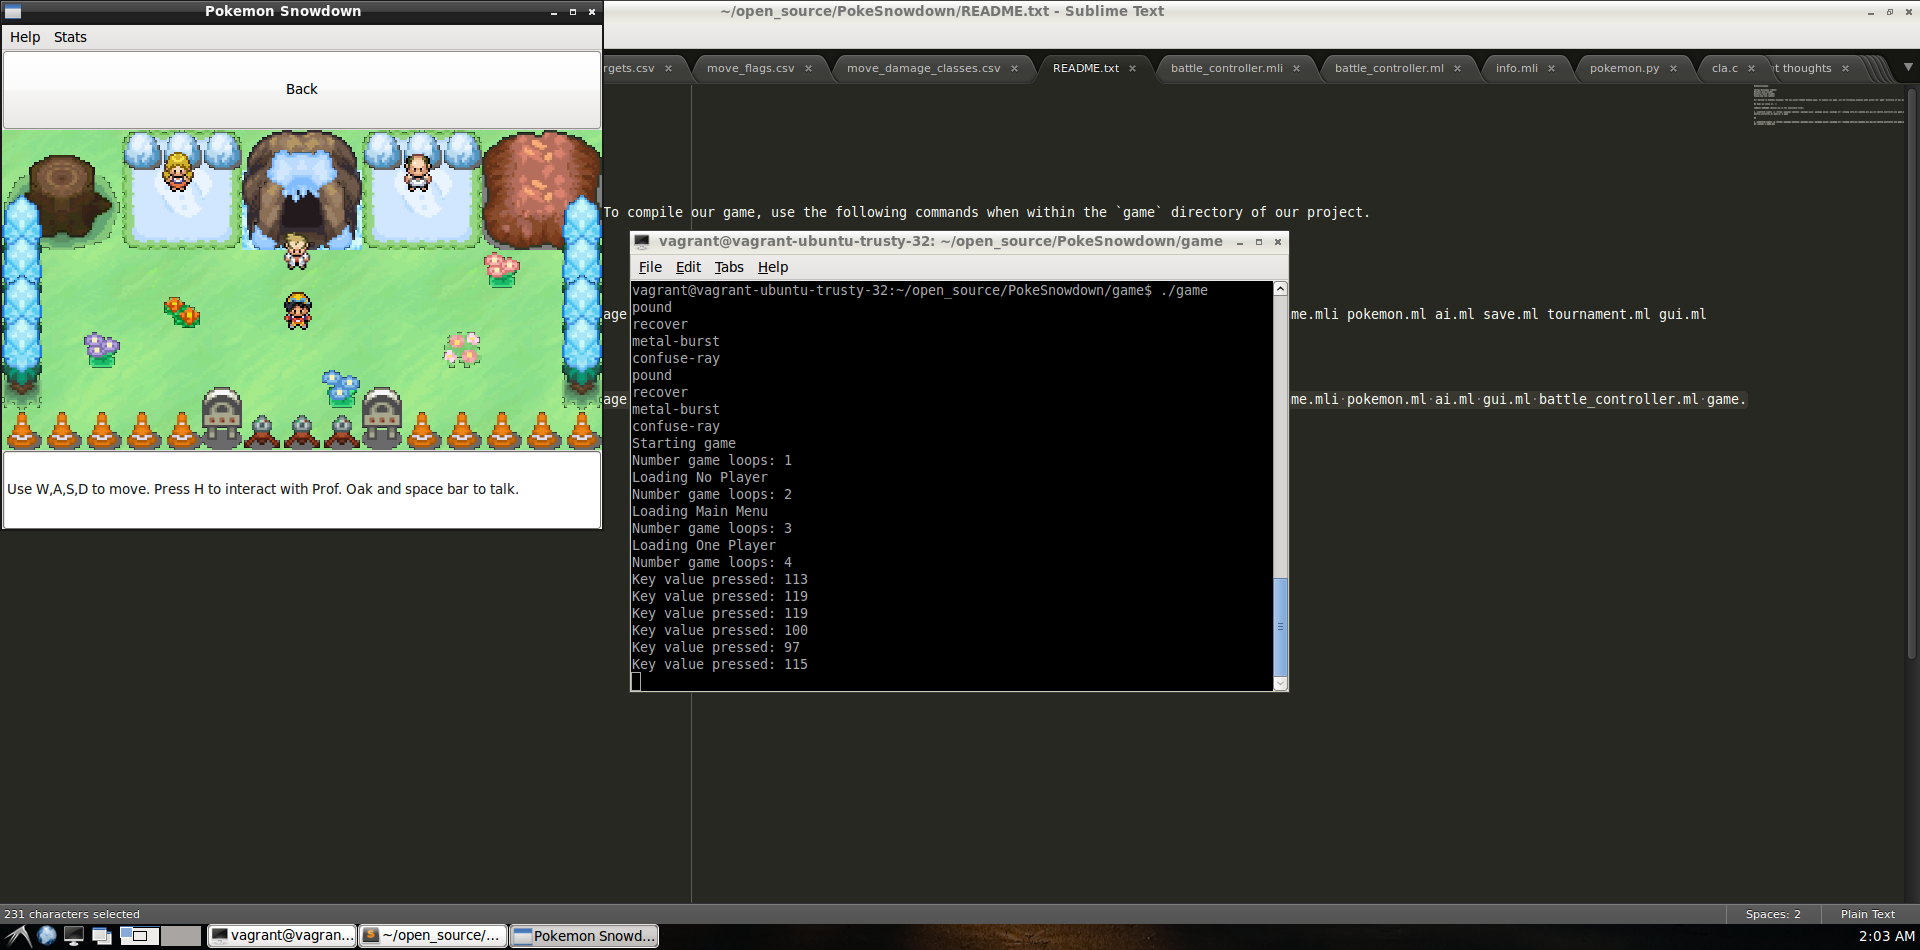 Pokemon Snowdown
Help Stats
Back
Use W,A,S,D to move. Press H to interact with Prof. Oak and space bar to talk.
~/open_source/PokeSnowdown/README.txt - Sublime Text
rgets.csv move_flags.csv move_damage_classes.csv README.txt battle_controller.mli battle_controller.ml info.mli pokemon.py cla.c t thoughts
To compile our game, use the following commands when within the `game` directory of our project.
age me.mli pokemon.ml ai.ml save.ml tournament.ml gui.ml
age me.mli pokemon.ml ai.ml gui.ml battle_controller.ml game.
vagrant@vagrant-ubuntu-trusty-32: ~/open_source/PokeSnowdown/game
File Edit Tabs Help
vagrant@vagrant-ubuntu-trusty-32:~/open_source/PokeSnowdown/game$ ./game
pound
recover
metal-burst
confuse-ray
pound
recover
metal-burst
confuse-ray
Starting game
Number game loops: 1
Loading No Player
Number game loops: 2
Loading Main Menu
Number game loops: 3
Loading One Player
Number game loops: 4
Key value pressed: 113
Key value pressed: 119
Key value pressed: 119
Key value pressed: 100
Key value pressed: 97
Key value pressed: 115
231 characters selected
Spaces: 2 Plain Text
vagrant@vagran... ~/open_source/... Pokemon Snowd...
2:03 AM